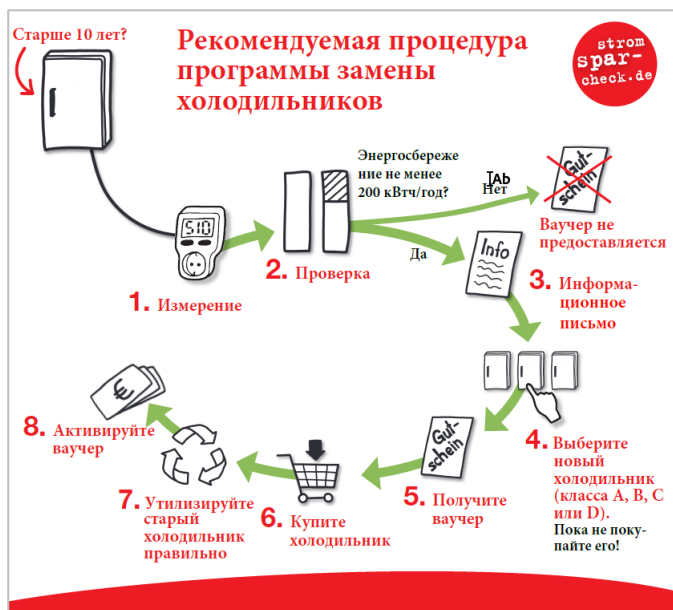 Старше 10 лет?
Рекомендуемая процедура
программы замены
холодильников
strom
spar-
check.de
510
1. Измерение
2. Проверка
Энергосбереже
ние не менее
200 кВтч/год?
TAb
Нет
Да
Gut-
schein
Ваучер не
предоставляется
Info
3. Информа-
ционное
письмо
4. Выберите
новый
холодильник
(класса A, B, C
или D).
Пока не поку-
пайте его!
Gut-
schein
5. Получите
ваучер
6. Купите
холодильник
7. Утилизируйте
старый
холодильник
правильно
€
8. Активируйте
ваучер